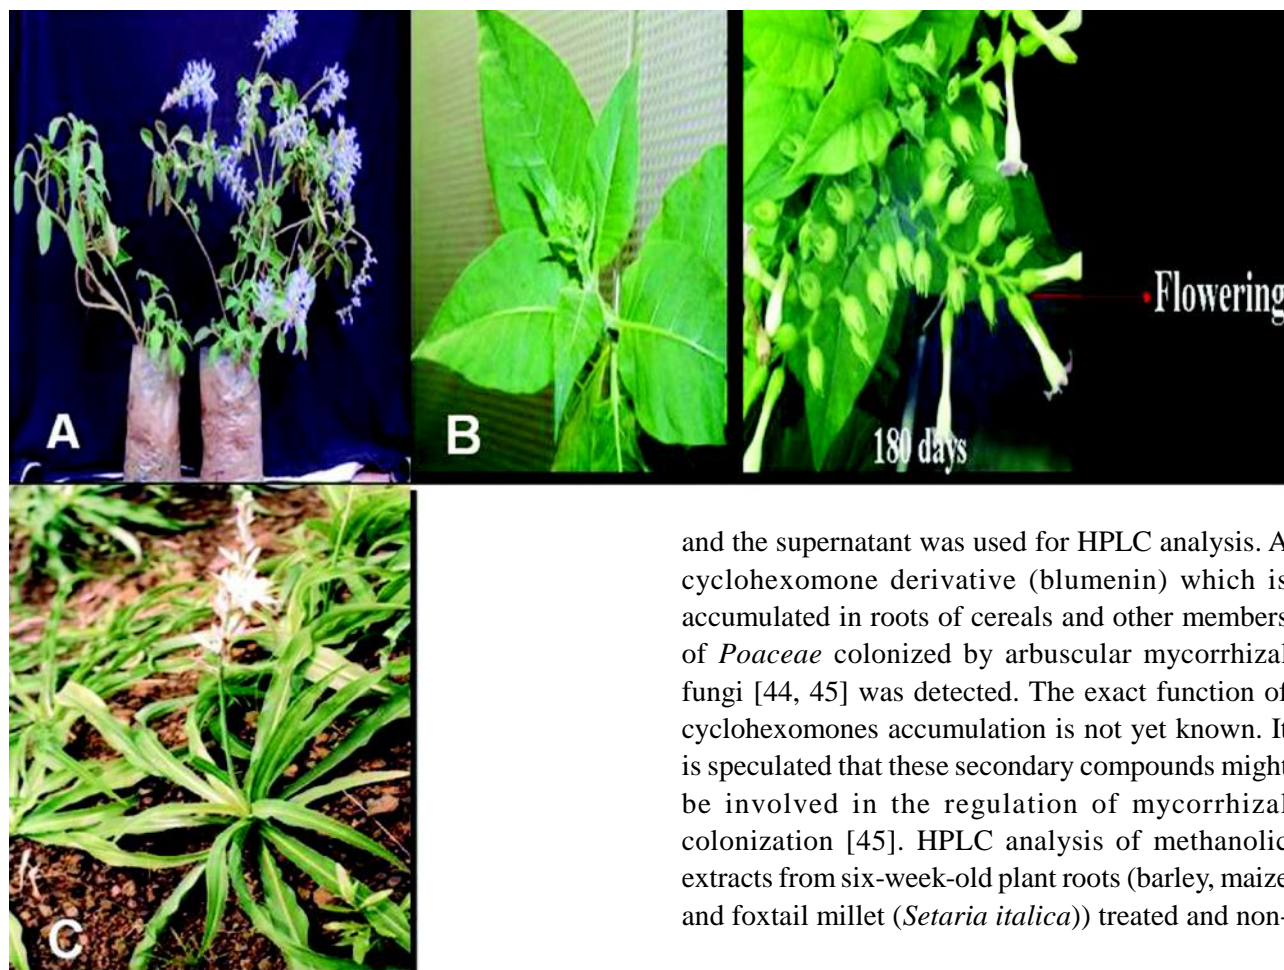 A
B
180 days
Flowering
C
and the supernatant was used for HPLC analysis. A
cyclohexomone derivative (blumenin) which is
accumulated in roots of cereals and other members
of Poaceae colonized by arbuscular mycorrhizal
fungi [44, 45] was detected. The exact function of
cyclohexomones accumulation is not yet known. It
is speculated that these secondary compounds might
be involved in the regulation of mycorrhizal
colonization [45]. HPLC analysis of methanolic
extracts from six-week-old plant roots (barley, maize
and foxtail millet (Setaria italica)) treated and non-